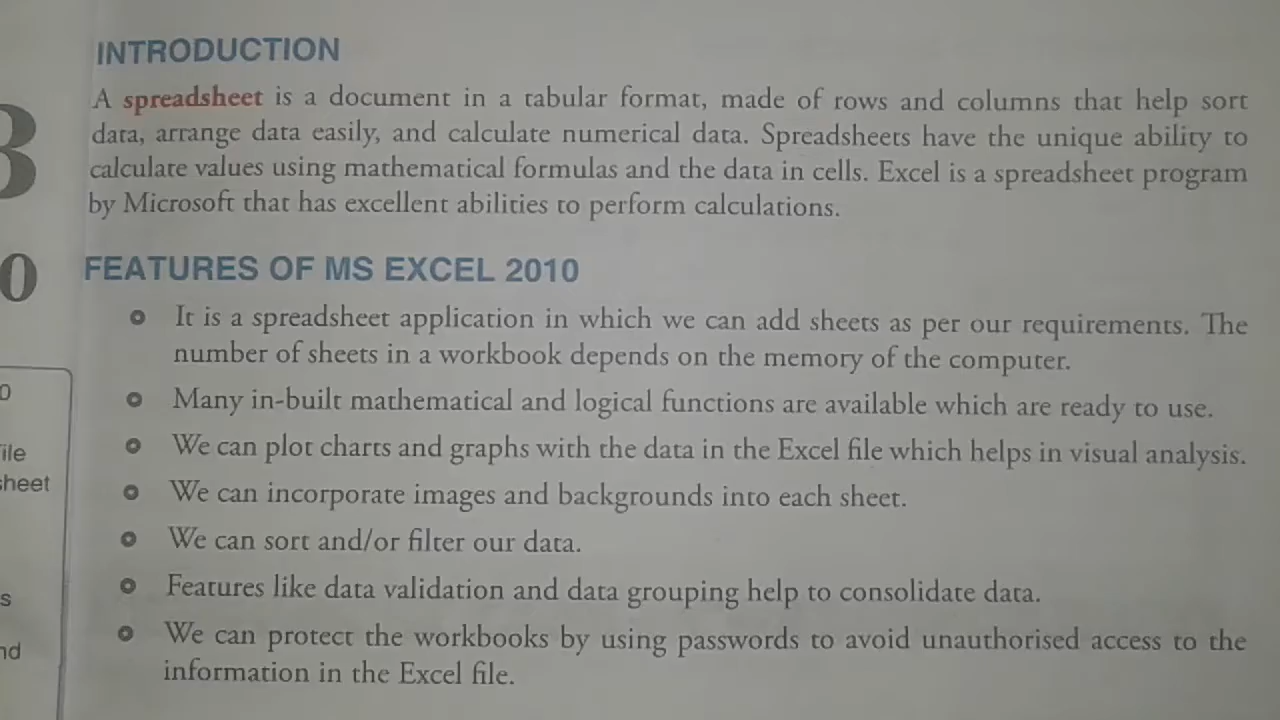 INTRODUCTION
A spreadsheet is a document in a tabular format, made of rows and columns that help sort
data, arrange data easily, and calculate numerical data. Spreadsheets have the unique ability to
calculate values using mathematical formulas and the data in cells. Excel is a spreadsheet program
by Microsoft that has excellent abilities to perform calculations.
FEATURES OF MS EXCEL 2010
It is a spreadsheet application in which we can add sheets as per our requirements. The
number of sheets in a workbook depends on the memory of the computer.
Many in-built mathematical and logical functions are available which are ready to use.
We can plot charts and graphs with the data in the Excel file which helps in visual analysis.
We can incorporate images and backgrounds into each sheet.
We can sort and/or filter our data.
Features like data validation and data grouping help to consolidate data.
We can protect the workbooks by using passwords to avoid unauthorised access to the
information in the Excel file.